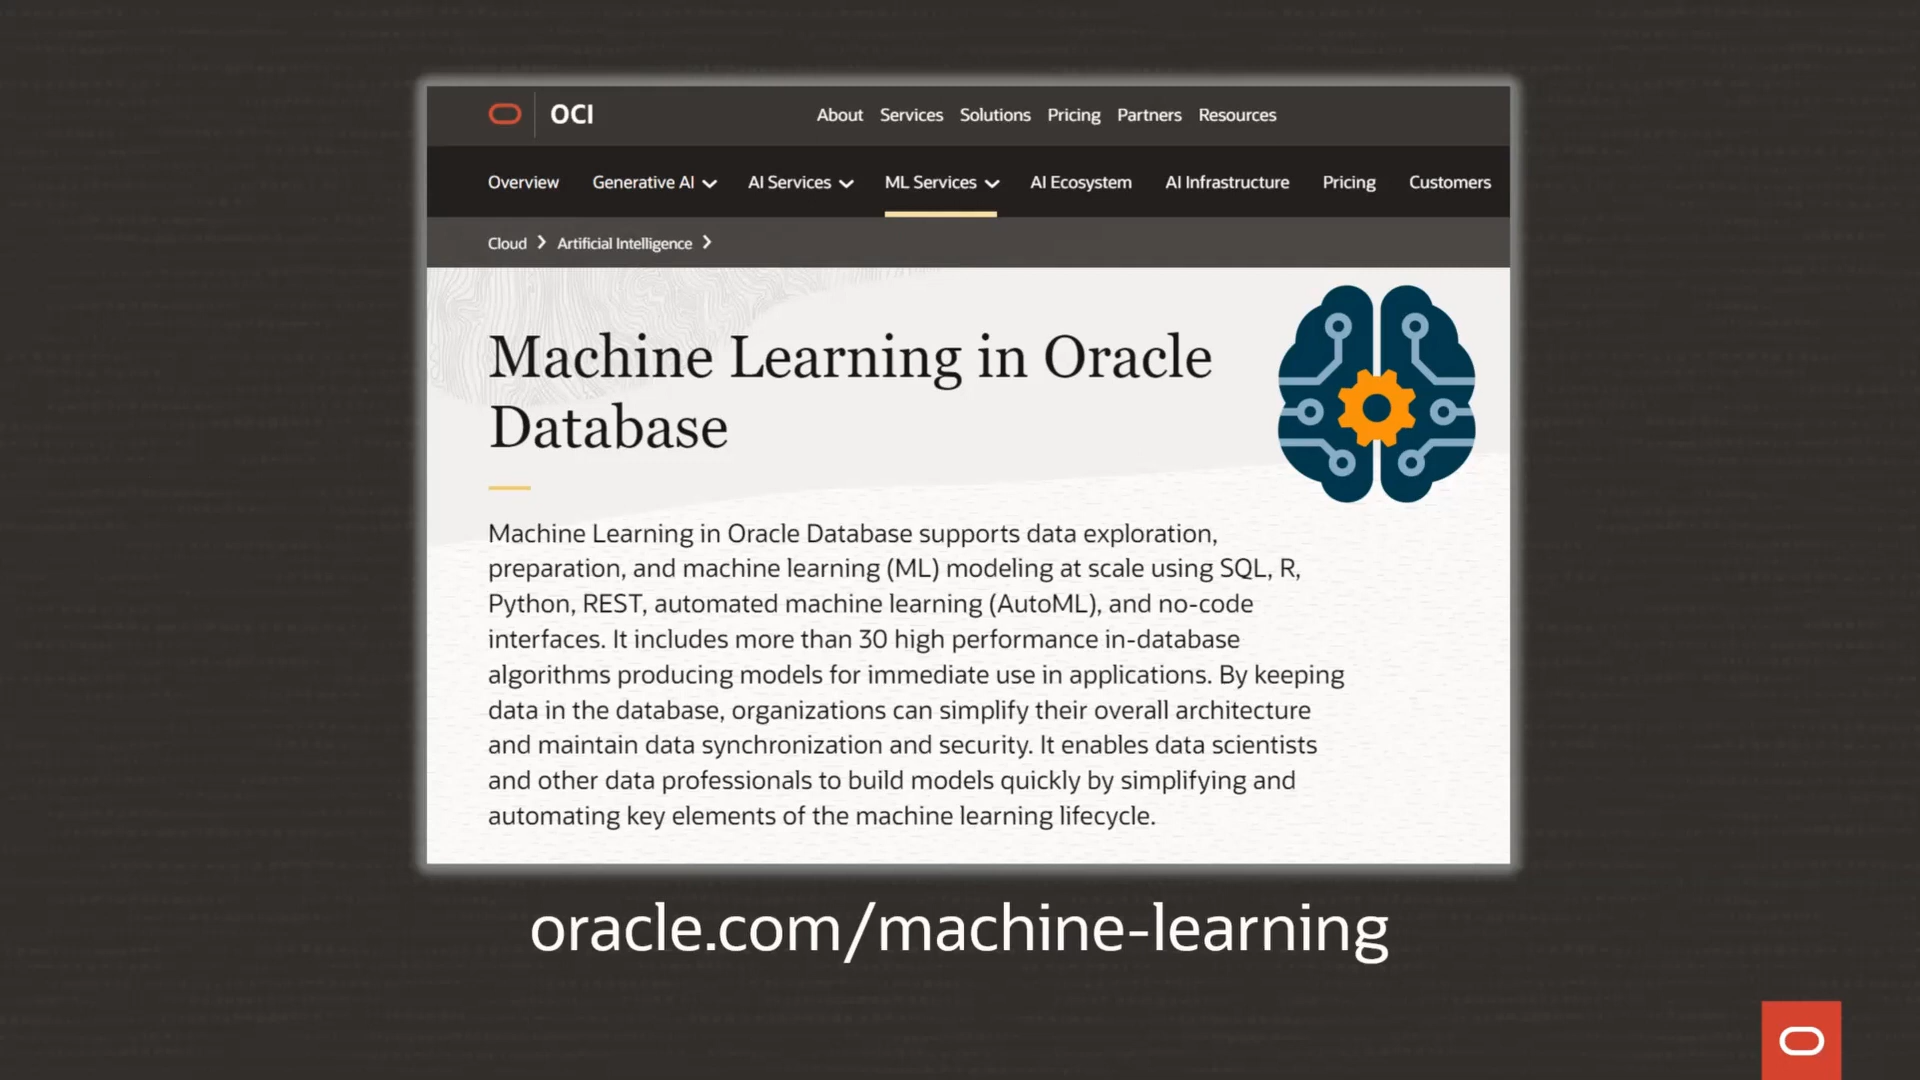 OCI
About Services Solutions Pricing Partners Resources
Overview Generative AI AI Services ML Services AI Ecosystem AI Infrastructure Pricing Customers
Cloud Artificial Intelligence
Machine Learning in Oracle
Database
Machine Learning in Oracle Database supports data exploration,
preparation, and machine learning (ML) modeling at scale using SQL, R,
Python, REST, automated machine learning (AutoML), and no-code
interfaces. It includes more than 30 high performance in-database
algorithms producing models for immediate use in applications. By keeping
data in the database, organizations can simplify their overall architecture
and maintain data synchronization and security. It enables data scientists
and other data professionals to build models quickly by simplifying and
automating key elements of the machine learning lifecycle.
oracle.com/machine-learning